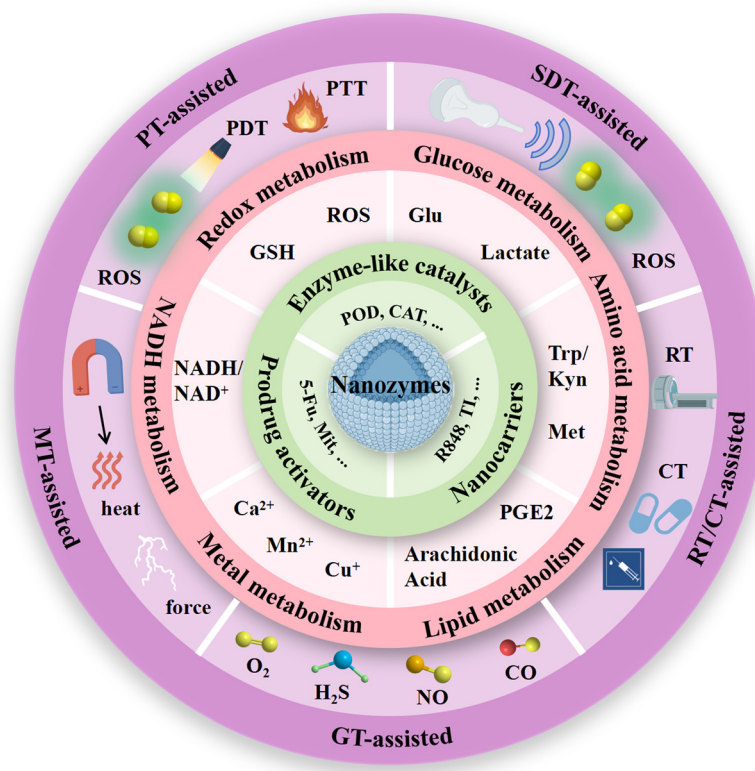 PT-assisted
PTT
PDT
ROS
SDT-assisted
ROS
RT/CT-assisted
RT
CT
GT-assisted
O₂
H₂S
NO
CO
MT-assisted
heat
force
+
−
Redox metabolism
ROS
GSH
Glucose metabolism
Glu
Lactate
Amino acid metabolism
Trp/
Kyn
Met
Lipid metabolism
PGE2
Arachidonic
Acid
Metal metabolism
Ca²⁺
Mn²⁺
Cu⁺
NADH metabolism
NADH/
NAD⁺
Enzyme-like catalysts
POD, CAT, ...
Nanocarriers
R848, TI, ...
Prodrug activators
5-Fu, Mit, ...
Nanozymes